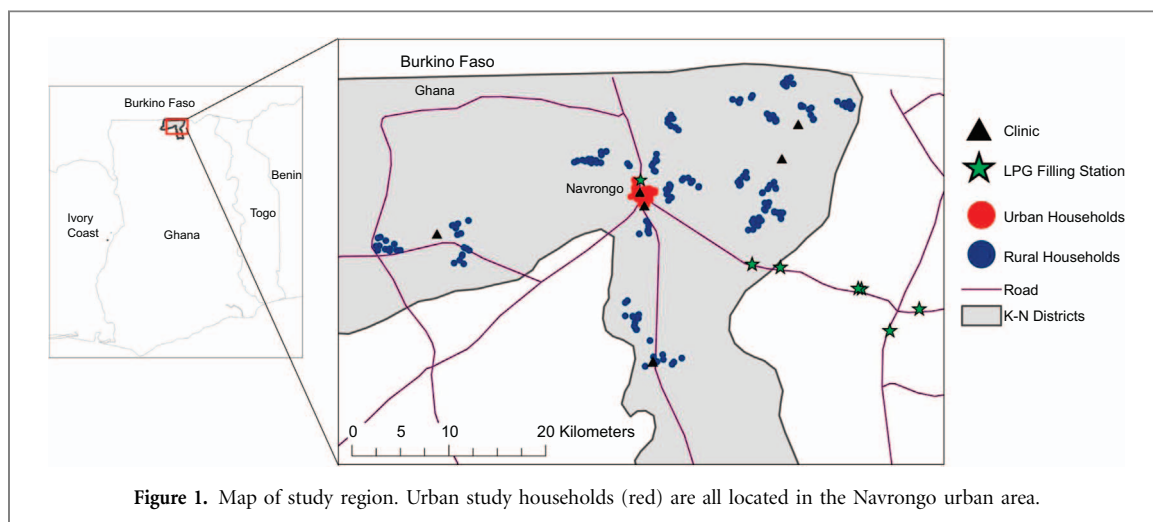 Burkino Faso
Benin
Togo
Ivory
Coast
Ghana
Burkino Faso
Ghana
Navrongo
0 5 10 20 Kilometers
Clinic
LPG Filling Station
Urban Households
Rural Households
Road
K-N Districts
Figure 1. Map of study region. Urban study households (red) are all located in the Navrongo urban area.